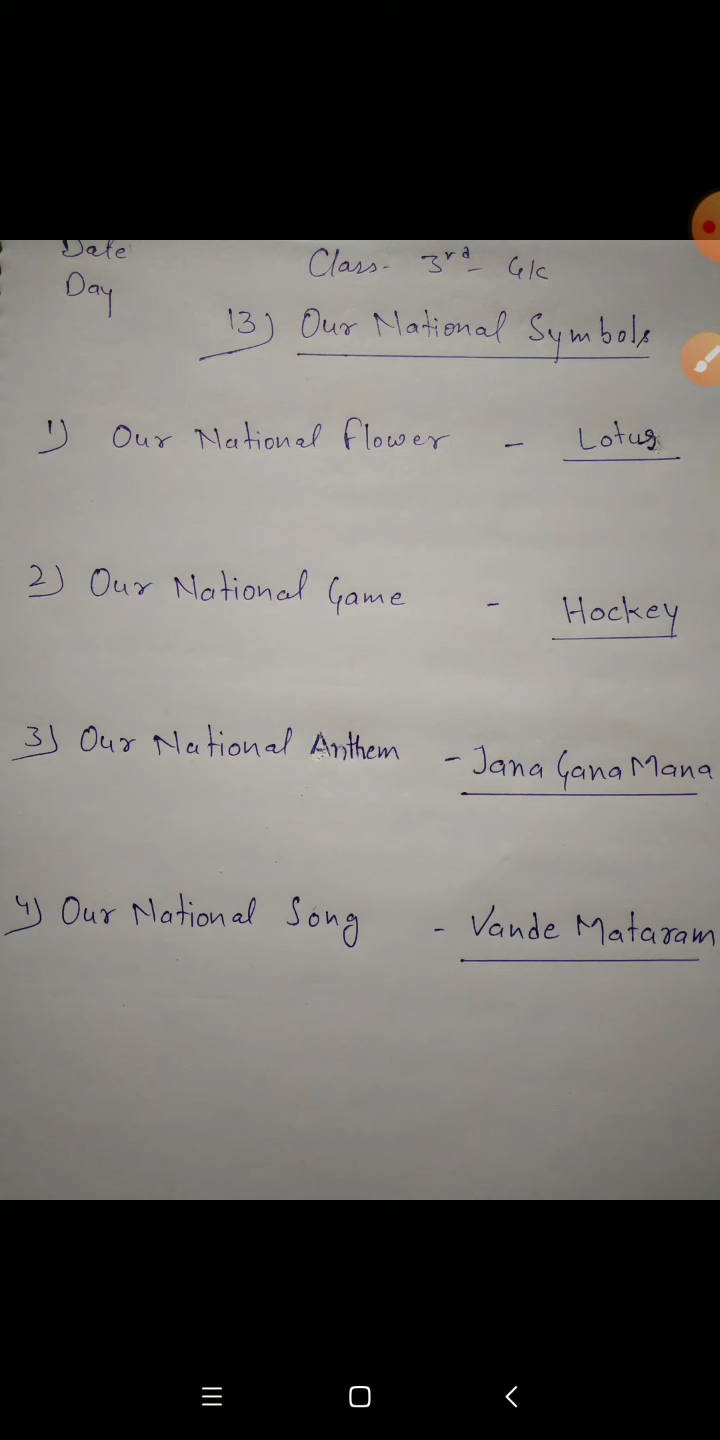 Date
Class- 3rd- G/c
Day
13) Our National Symbols
1) Our National flower - Lotus
2) Our National Game - Hockey
3) Our National Anthem - Jana Gana Mana
4) Our National Song - Vande Mataram